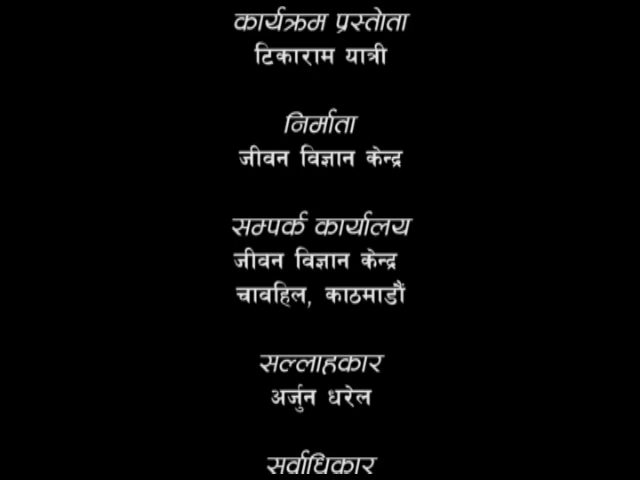 कार्यक्रम प्रस्तोता
टिकाराम यात्री
निर्माता
जीवन विज्ञान केन्द्र
सम्पर्क कार्यालय
जीवन विज्ञान केन्द्र
चावहिल, काठमाडौं
सल्लाहकार
अर्जुन धरेल
सर्वाधिकार